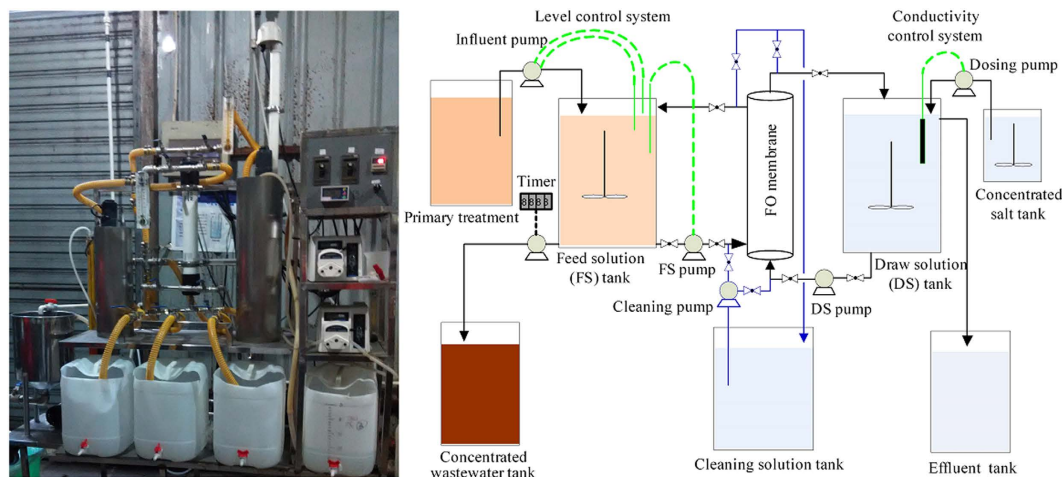 Level control system
Influent pump
Conductivity
control system
Dosing pump
Timer
8888
FO membrane
Primary treatment
Concentrated
salt tank
Feed solution
(FS) tank
FS pump
Draw solution
(DS) tank
Cleaning pump
DS pump
Concentrated
wastewater tank
Cleaning solution tank
Effluent tank